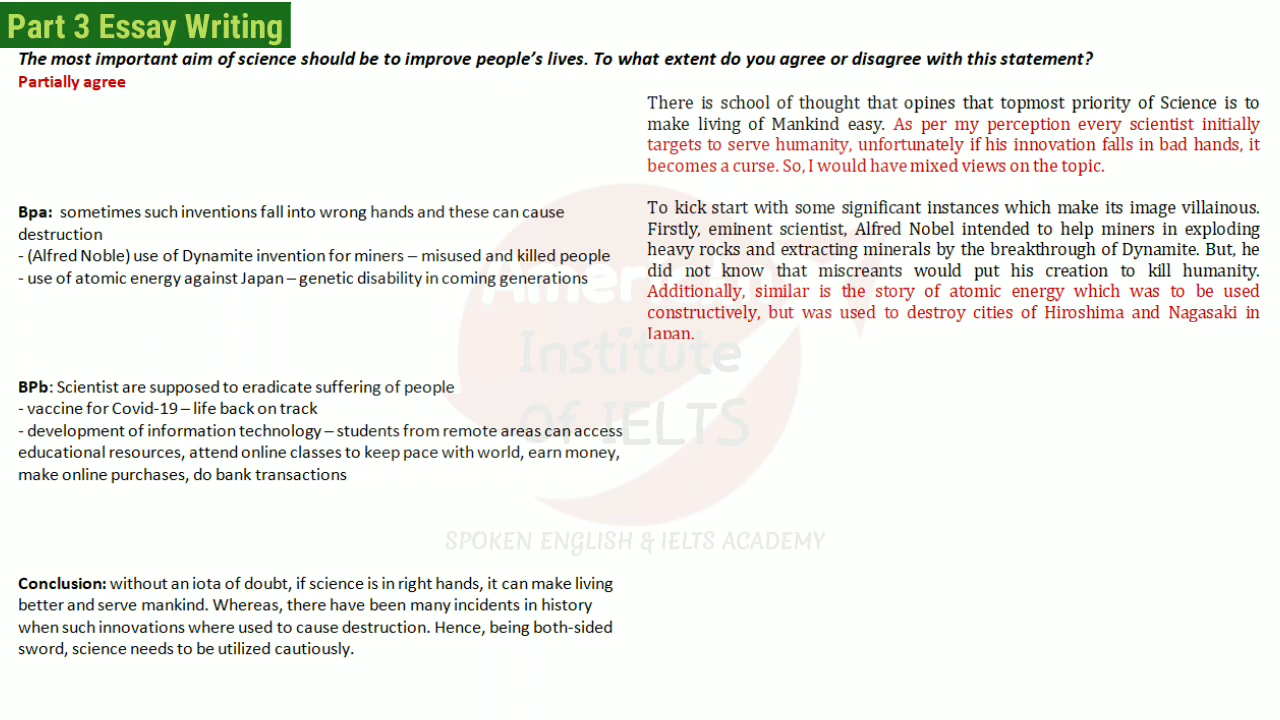 Part 3 Essay Writing
The most important aim of science should be to improve people's lives. To what extent do you agree or disagree with this statement?
Partially agree
Bpa: sometimes such inventions fall into wrong hands and these can cause
destruction
- (Alfred Noble) use of Dynamite invention for miners – misused and killed people
- use of atomic energy against Japan – genetic disability in coming generations
BPb: Scientist are supposed to eradicate suffering of people
- vaccine for Covid-19 – life back on track
- development of information technology – students from remote areas can access
educational resources, attend online classes to keep pace with world, earn money,
make online purchases, do bank transactions
Conclusion: without an iota of doubt, if science is in right hands, it can make living
better and serve mankind. Whereas, there have been many incidents in history
when such innovations where used to cause destruction. Hence, being both-sided
sword, science needs to be utilized cautiously.
There is school of thought that opines that topmost priority of Science is to
make living of Mankind easy. As per my perception every scientist initially
targets to serve humanity, unfortunately if his innovation falls in bad hands, it
becomes a curse. So, I would have mixed views on the topic.
To kick start with some significant instances which make its image villainous.
Firstly, eminent scientist, Alfred Nobel intended to help miners in exploding
heavy rocks and extracting minerals by the breakthrough of Dynamite. But, he
did not know that miscreants would put his creation to kill humanity.
Additionally, similar is the story of atomic energy which was to be used
constructively, but was used to destroy cities of Hiroshima and Nagasaki in
Japan.
Institute
Of IELTS
SPOKEN ENGLISH & IELTS ACADEMY